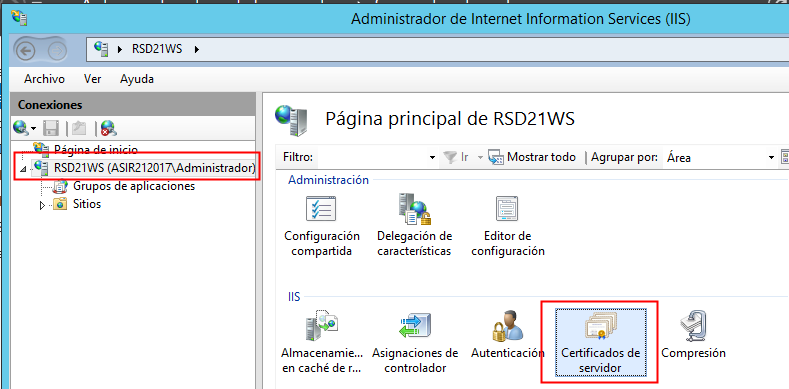 Administrador de Internet Information Services (IIS)
RSD21WS
Archivo Ver Ayuda
Conexiones
Página de inicio
RSD21WS (ASIR212017\Administrador)
Grupos de aplicaciones
Sitios
Página principal de RSD21WS
Filtro: Ir Mostrar todo Agrupar por: Área
Administración
Configuración compartida
Delegación de características
Editor de configuración
IIS
Almacenamie... en caché de r...
Asignaciones de controlador
Autenticación
Certificados de servidor
Compresión